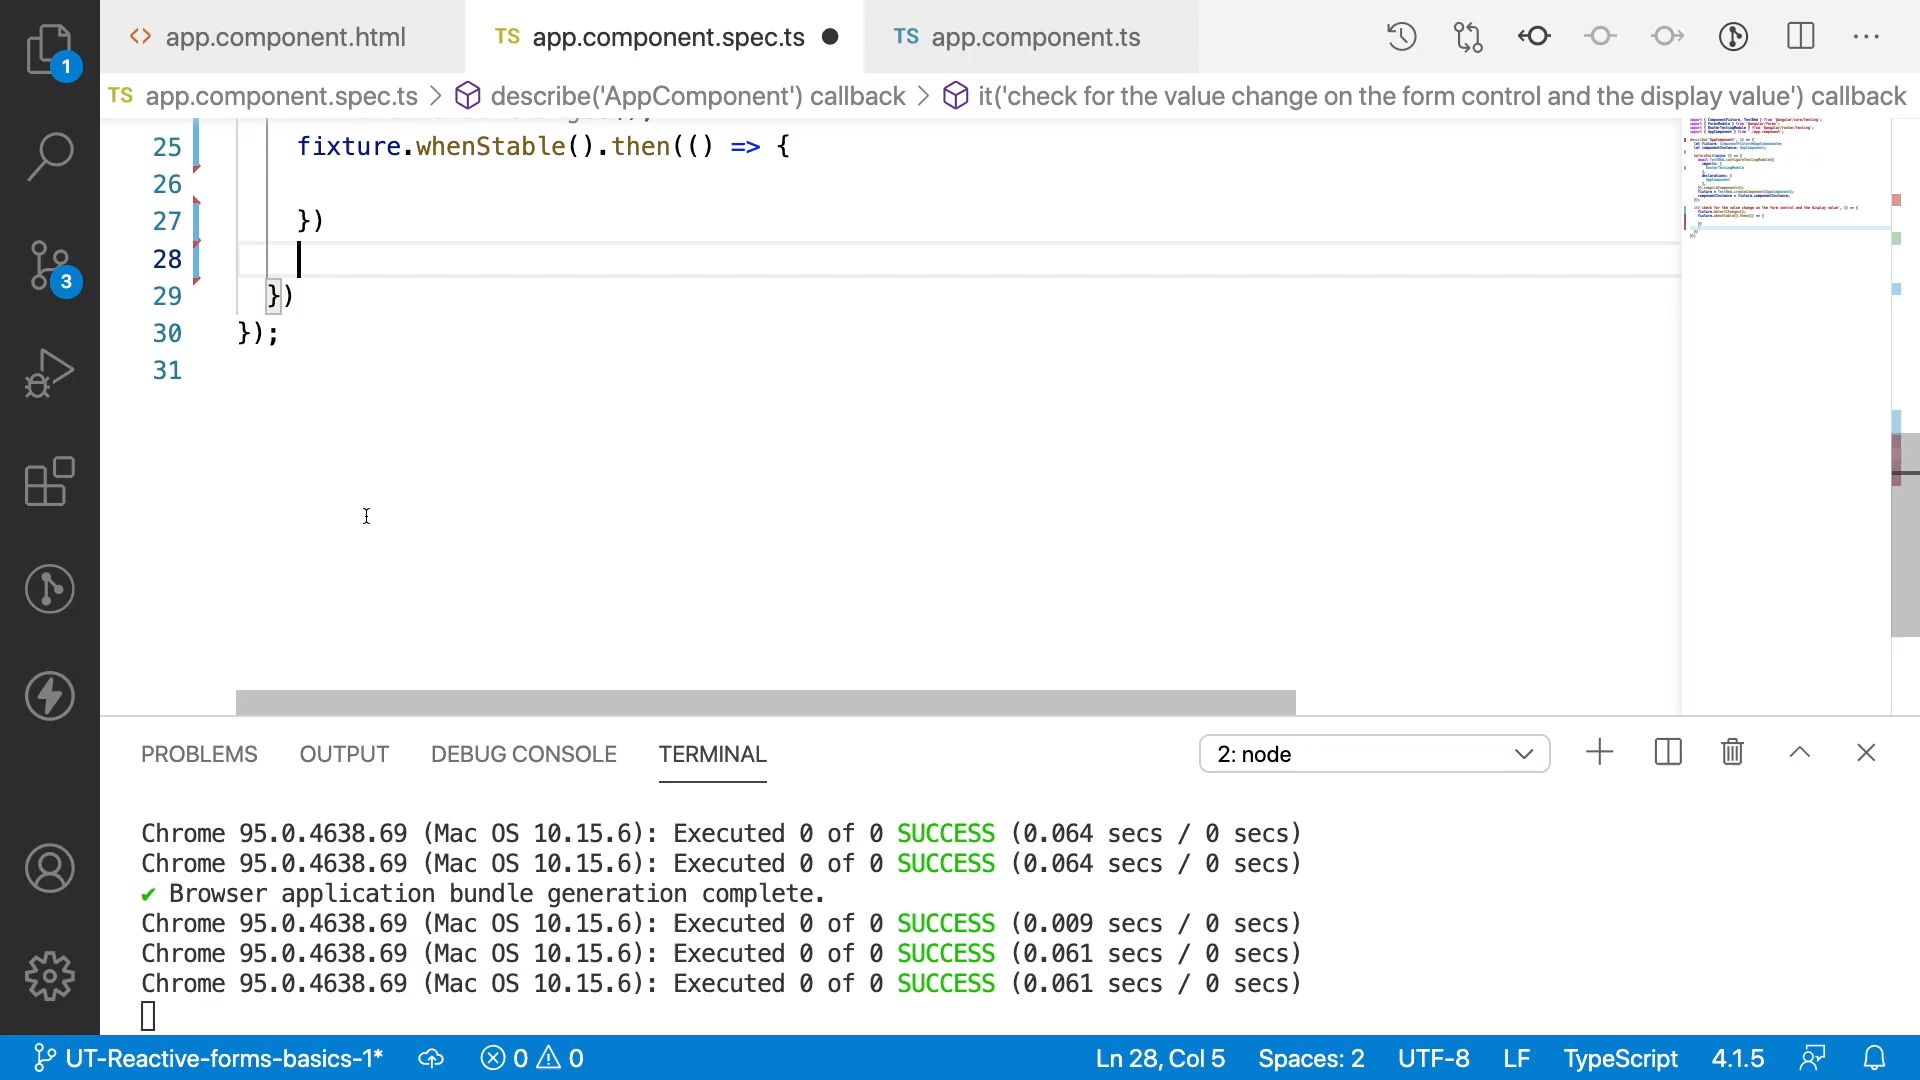 <> app.component.html TS app.component.spec.ts TS app.component.ts
TS app.component.spec.ts > describe('AppComponent') callback > it('check for the value change on the form control and the display value') callback
25 fixture.whenStable().then(() => {
26
27 })
28
29 })
30 });
31
PROBLEMS OUTPUT DEBUG CONSOLE TERMINAL 2: node
Chrome 95.0.4638.69 (Mac OS 10.15.6): Executed 0 of 0 SUCCESS (0.064 secs / 0 secs)
Chrome 95.0.4638.69 (Mac OS 10.15.6): Executed 0 of 0 SUCCESS (0.064 secs / 0 secs)
✔ Browser application bundle generation complete.
Chrome 95.0.4638.69 (Mac OS 10.15.6): Executed 0 of 0 SUCCESS (0.009 secs / 0 secs)
Chrome 95.0.4638.69 (Mac OS 10.15.6): Executed 0 of 0 SUCCESS (0.061 secs / 0 secs)
Chrome 95.0.4638.69 (Mac OS 10.15.6): Executed 0 of 0 SUCCESS (0.061 secs / 0 secs)
1
3
UT-Reactive-forms-basics-1* 0 0 Ln 28, Col 5 Spaces: 2 UTF-8 LF TypeScript 4.1.5